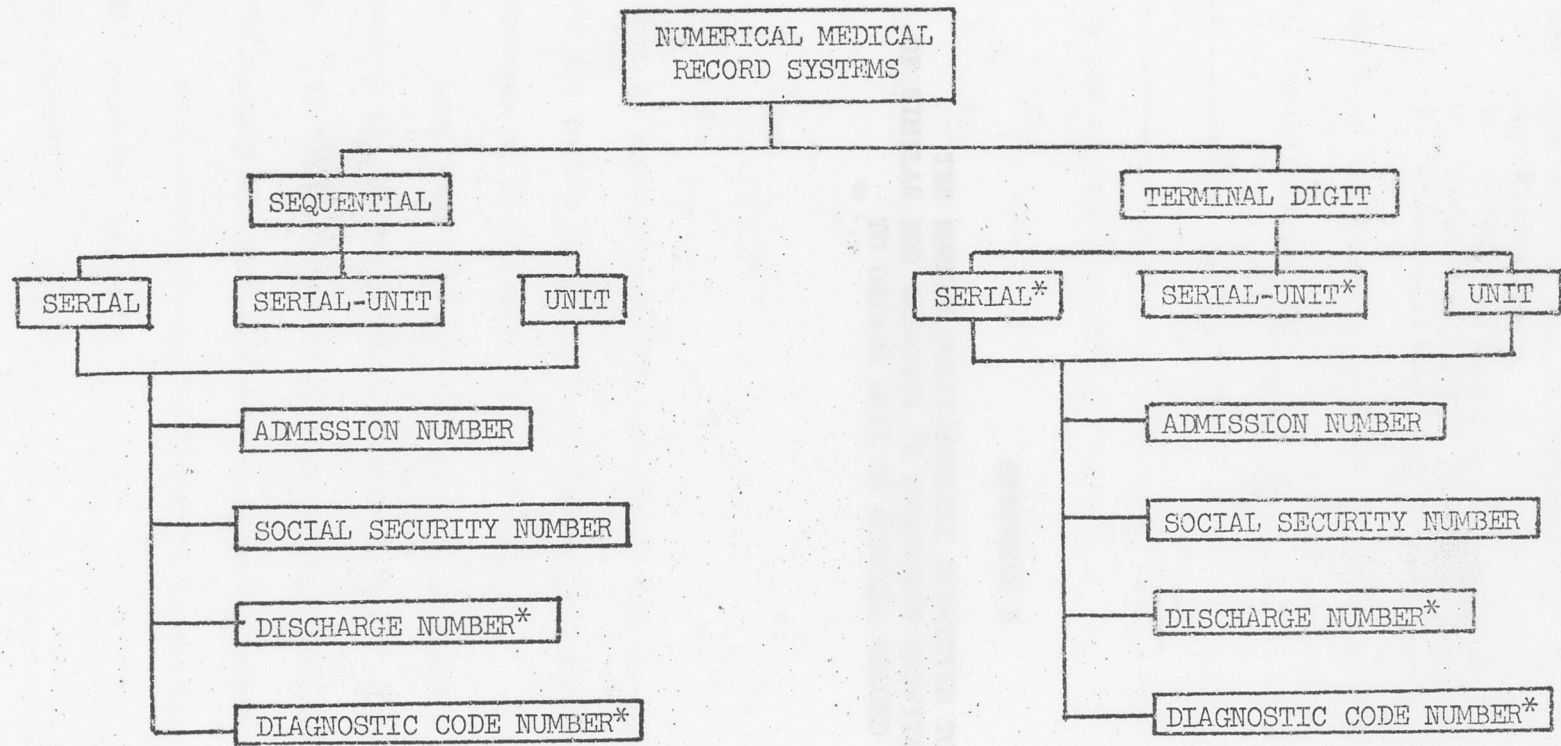 NUMERICAL MEDICAL
RECORD SYSTEMS
SEQUENTIAL
TERMINAL DIGIT
SERIAL
SERIAL-UNIT
UNIT
SERIAL*
SERIAL-UNIT*
UNIT
ADMISSION NUMBER
SOCIAL SECURITY NUMBER
DISCHARGE NUMBER*
DIAGNOSTIC CODE NUMBER*
ADMISSION NUMBER
SOCIAL SECURITY NUMBER
DISCHARGE NUMBER*
DIAGNOSTIC CODE NUMBER*